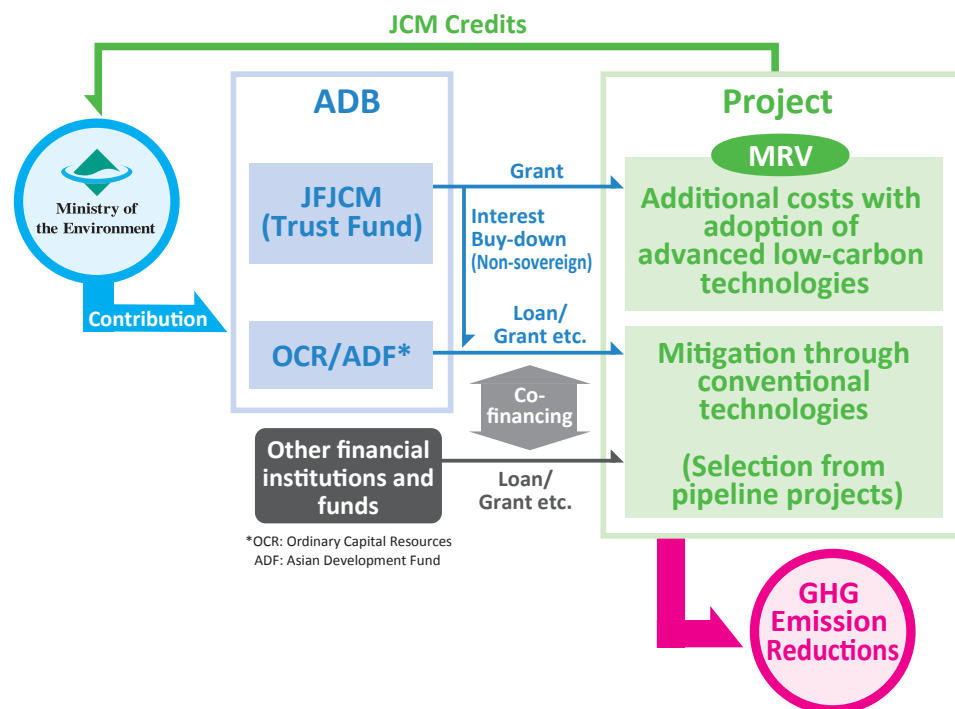 JCM Credits
ADB
Project
MRV
Ministry of
the Environment
JFJCM
(Trust Fund)
Grant
Interest
Buy-down
(Non-sovereign)
Additional costs with
adoption of
advanced low-carbon
technologies
Contribution
OCR/ADF*
Loan/
Grant etc.
Mitigation through
conventional
technologies
(Selection from
pipeline projects)
Co-
financing
Other financial
institutions and
funds
Loan/
Grant etc.
*OCR: Ordinary Capital Resources
ADF: Asian Development Fund
GHG
Emission
Reductions